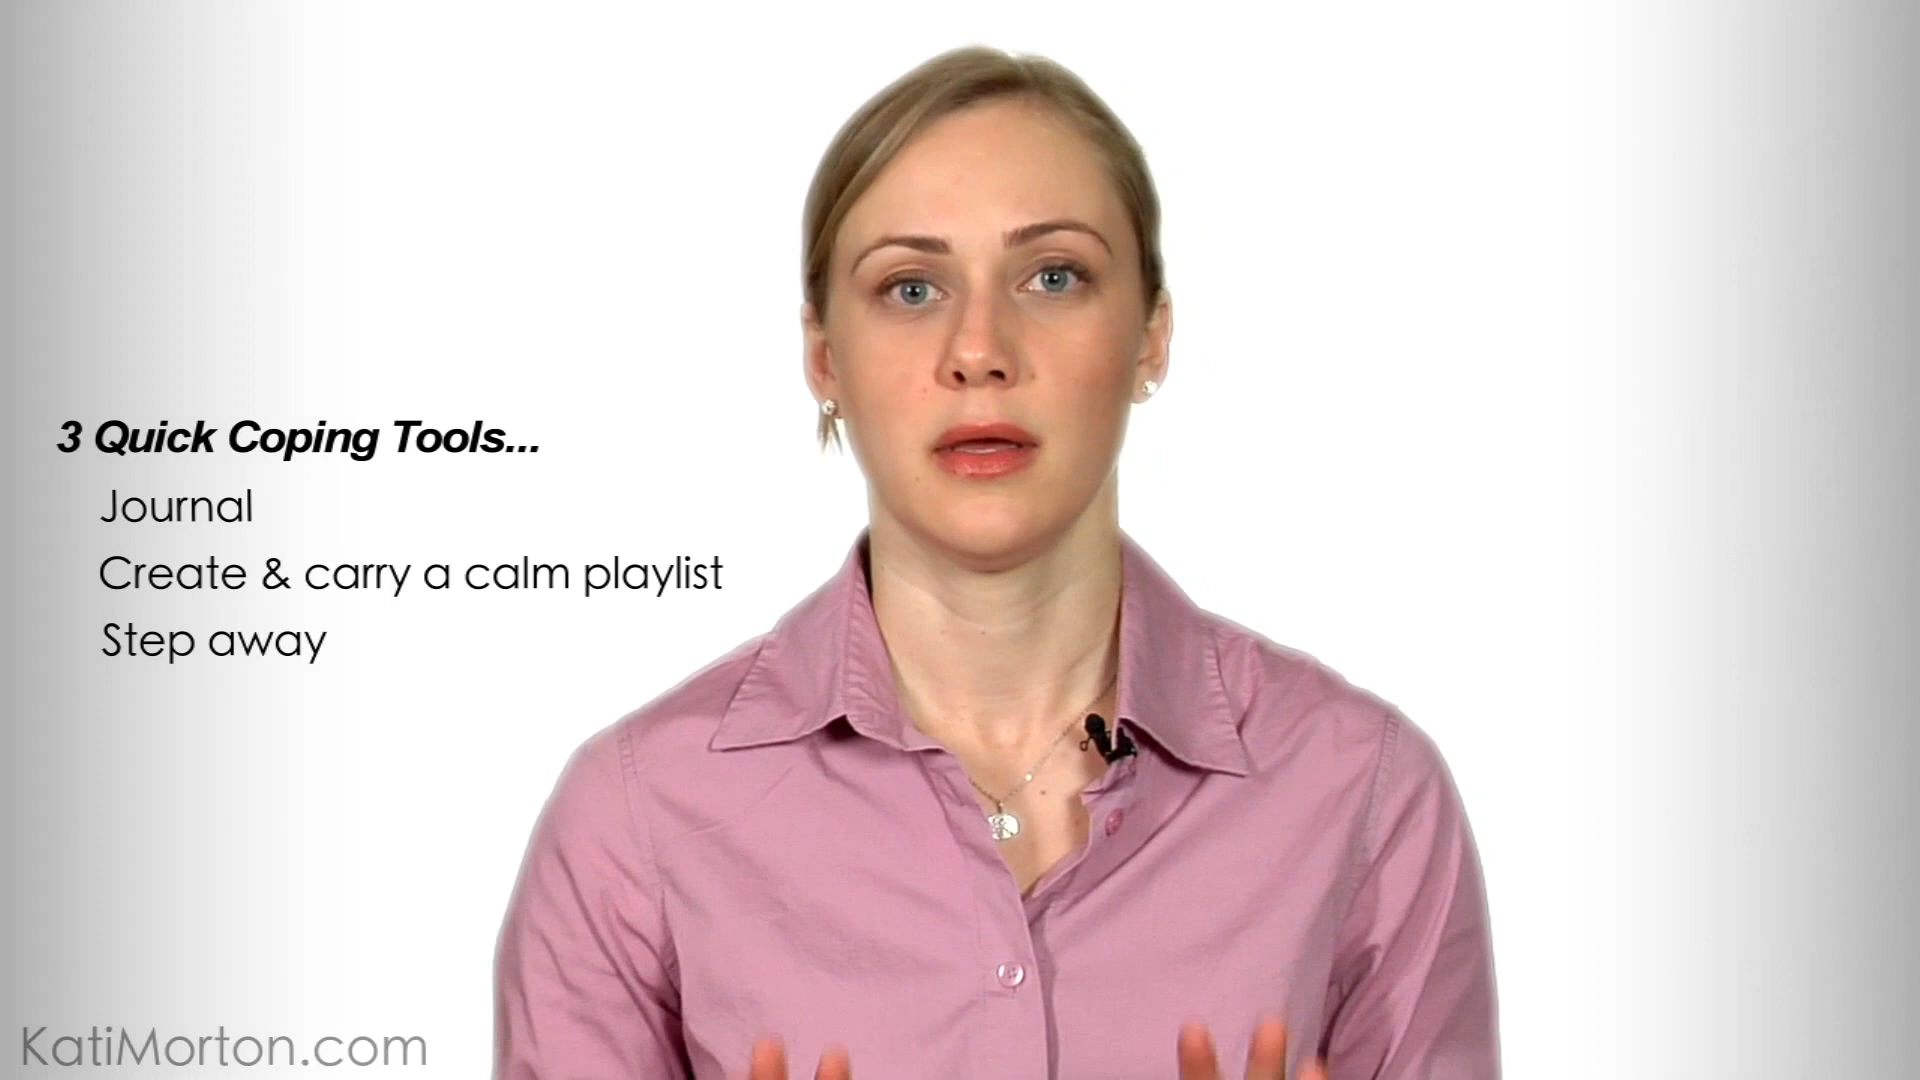 3 Quick Coping Tools...
Journal
Create & carry a calm playlist
Step away
KatiMorton.com